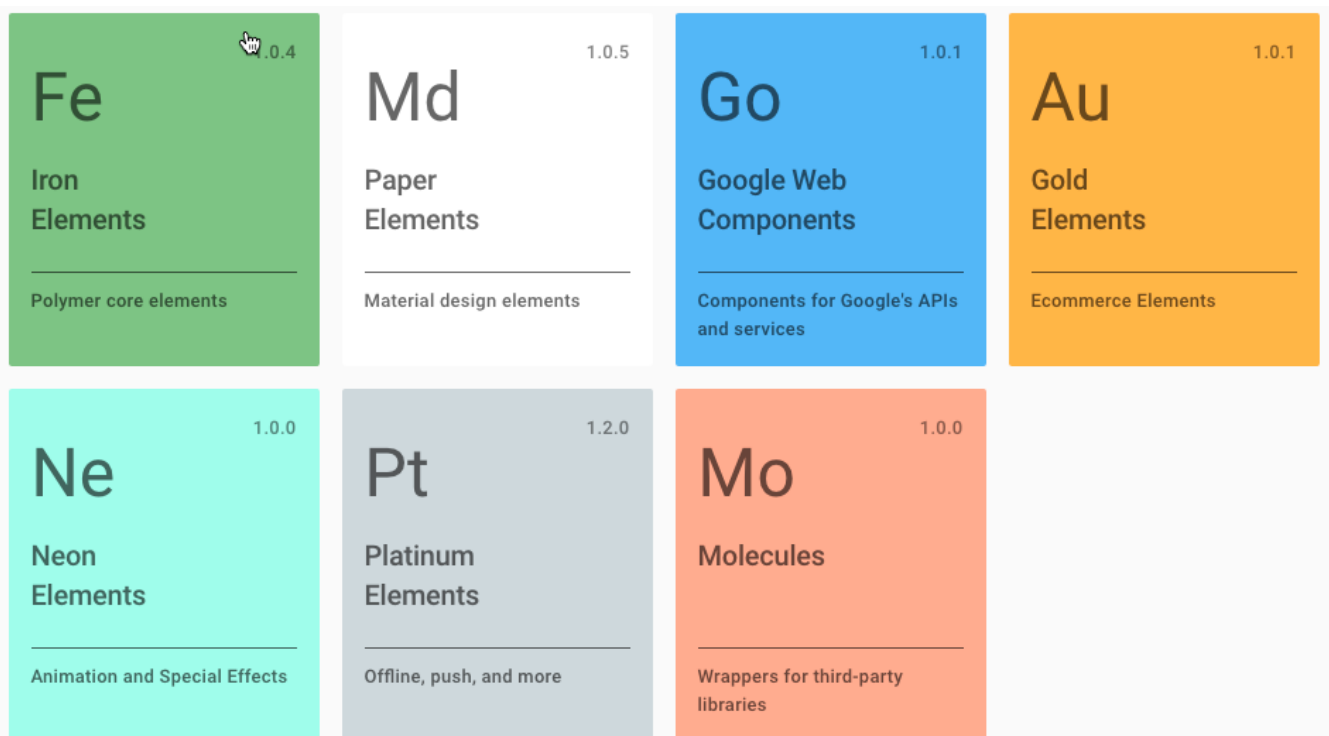 1.0.4
Fe
Iron
Elements
Polymer core elements
1.0.5
Md
Paper
Elements
Material design elements
1.0.1
Go
Google Web
Components
Components for Google's APIs
and services
1.0.1
Au
Gold
Elements
Ecommerce Elements
1.0.0
Ne
Neon
Elements
Animation and Special Effects
1.2.0
Pt
Platinum
Elements
Offline, push, and more
1.0.0
Mo
Molecules
Wrappers for third-party
libraries